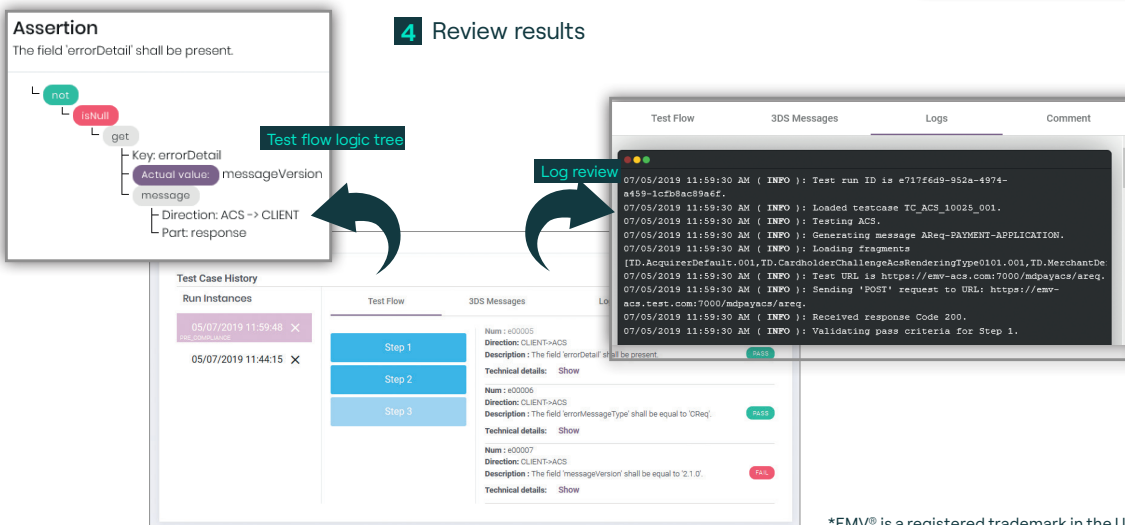 4 Review results
Assertion
The field 'errorDetail' shall be present.
not
isNull
get
Key: errorDetail
Actual value: messageVersion
message
Direction: ACS -> CLIENT
Part: response
Test flow logic tree
Log review
Test Flow 3DS Messages Logs Comment
07/05/2019 11:59:30 AM ( INFO ): Test run ID is e717f6d9-952a-4974-
a459-1cfb8ac89a6f.
07/05/2019 11:59:30 AM ( INFO ): Loaded testcase TC_ACS_10025_001.
07/05/2019 11:59:30 AM ( INFO ): Testing ACS.
07/05/2019 11:59:30 AM ( INFO ): Generating message AReq-PAYMENT-APPLICATION.
07/05/2019 11:59:30 AM ( INFO ): Loading fragments
[TD.AcquirerDefault.001,TD.CardholderChallengeAcsRenderingType0101.001,TD.MerchantDe
07/05/2019 11:59:30 AM ( INFO ): Test URL is https://emv-acs.com:7000/mdpayacs/areq.
07/05/2019 11:59:30 AM ( INFO ): Sending 'POST' request to URL: https://emv-
acs.test.com:7000/mdpayacs/areq.
07/05/2019 11:59:30 AM ( INFO ): Received response Code 200.
07/05/2019 11:59:30 AM ( INFO ): Validating pass criteria for Step 1.
Test Case History
Run Instances
05/07/2019 11:59:48 X
PRE_COMPLIANCE
05/07/2019 11:44:15 X
Test Flow 3DS Messages Lo
Step 1
Step 2
Step 3
Num : e00005
Direction: CLIENT->ACS
Description : The field 'errorDetail' shall be present. PASS
Technical details: Show
Num : e00006
Direction: CLIENT->ACS
Description : The field 'errorMessageType' shall be equal to 'CReq'. PASS
Technical details: Show
Num : e00007
Direction: CLIENT->ACS
Description : The field 'messageVersion' shall be equal to '2.1.0'. FAIL
Technical details: Show
*EMV® is a registered trademark in the U